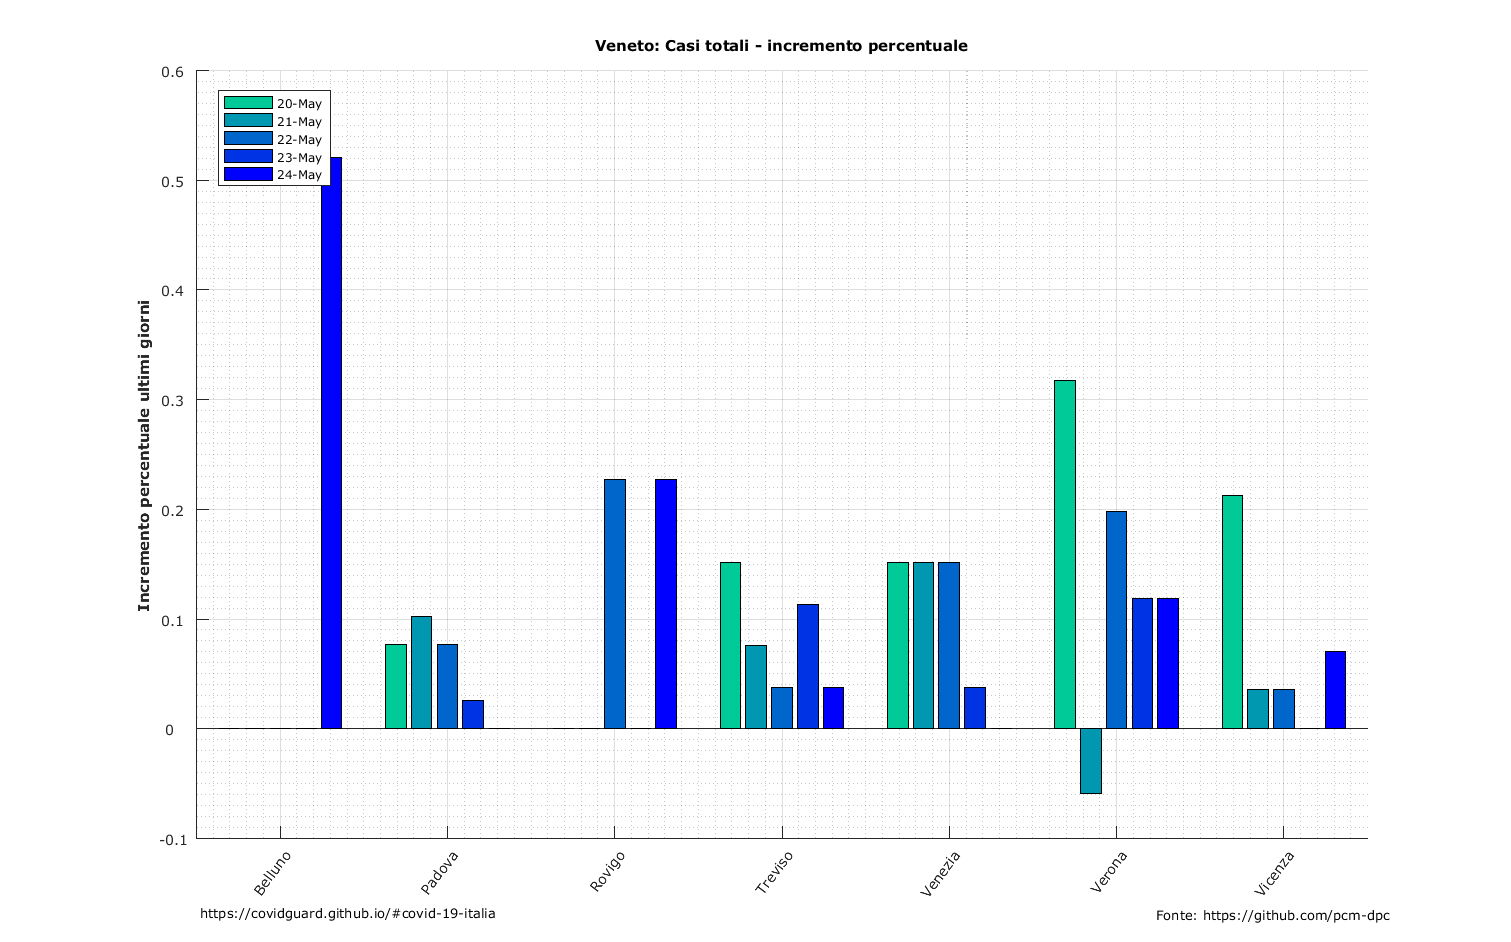 Veneto: Casi totali - incremento percentuale
Incremento percentuale ultimi giorni
0.6
0.5
0.4
0.3
0.2
0.1
0
-0.1
20-May
21-May
22-May
23-May
24-May
Belluno
Padova
Rovigo
Treviso
Venezia
Verona
Vicenza
https://covidguard.github.io/#covid-19-italia
Fonte: https://github.com/pcm-dpc